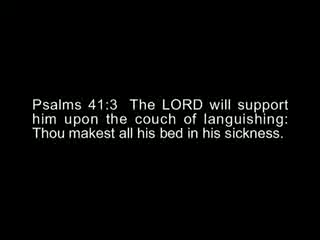 Psalms 41:3  The LORD will support
him upon the couch of languishing:
Thou makest all his bed in his sickness.